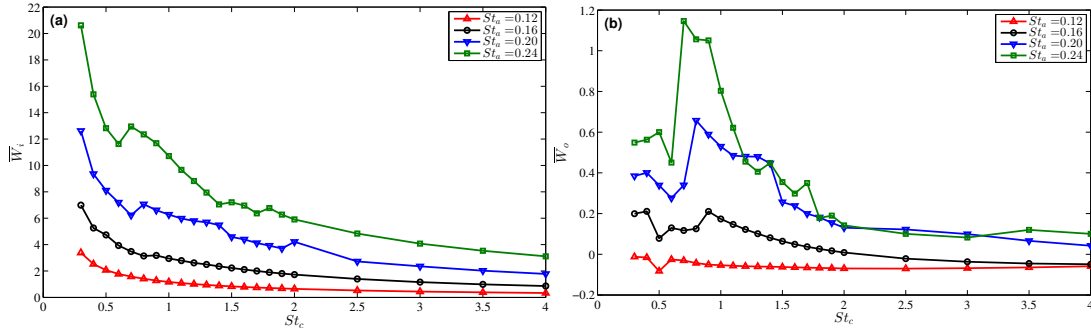 (a)
St_a =0.12
St_a =0.16
St_a =0.20
St_a =0.24
22
20
18
16
14
12
10
8
6
4
2
0
W̅_i
0 0.5 1 1.5 2 2.5 3 3.5 4
St_c
(b)
St_a =0.12
St_a =0.16
St_a =0.20
St_a =0.24
1.2
1
0.8
0.6
0.4
0.2
0
−0.2
W̅_o
0 0.5 1 1.5 2 2.5 3 3.5 4
St_c